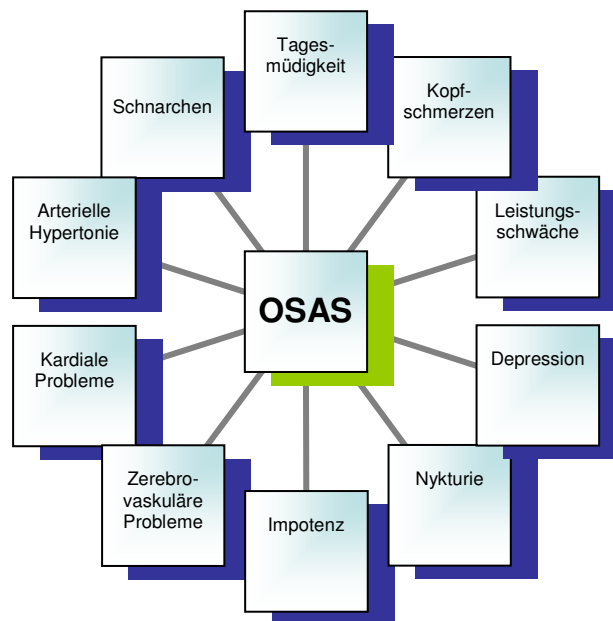 Tages-
müdigkeit
Kopf-
schmerzen
Leistungs-
schwäche
Depression
Nykturie
Impotenz
Zerebro-
vaskuläre
Probleme
Kardiale
Probleme
Arterielle
Hypertonie
Schnarchen
OSAS